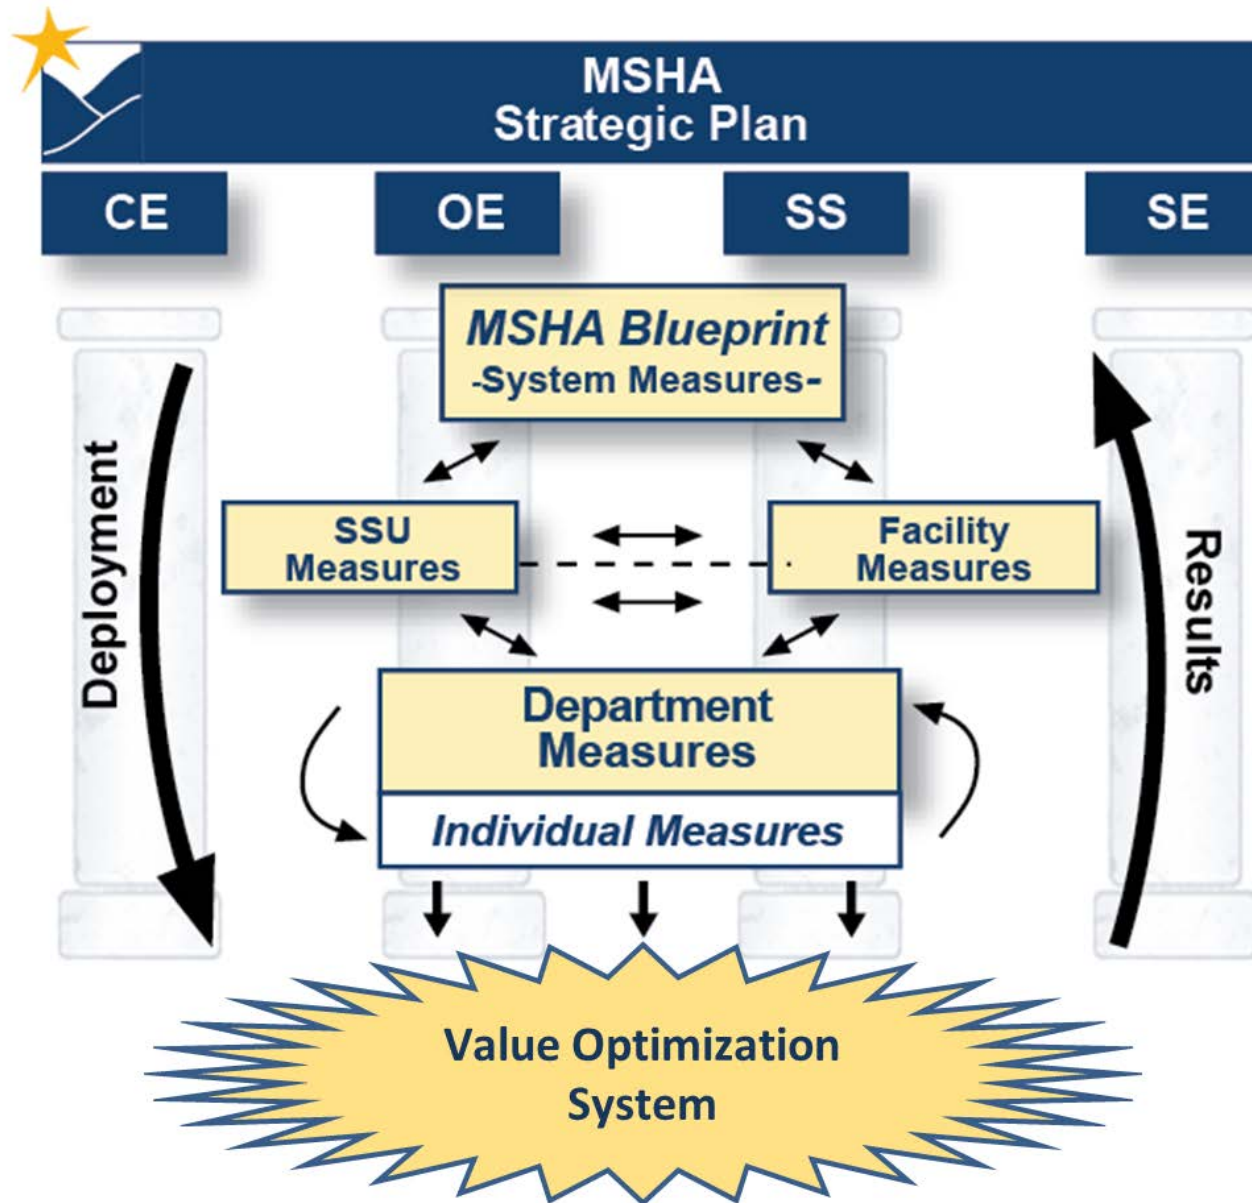 MSHA
Strategic Plan
CE
OE
SS
SE
MSHA Blueprint
-System Measures-
Deployment
SSU
Measures
Facility
Measures
Results
Department
Measures
Individual Measures
Value Optimization
System